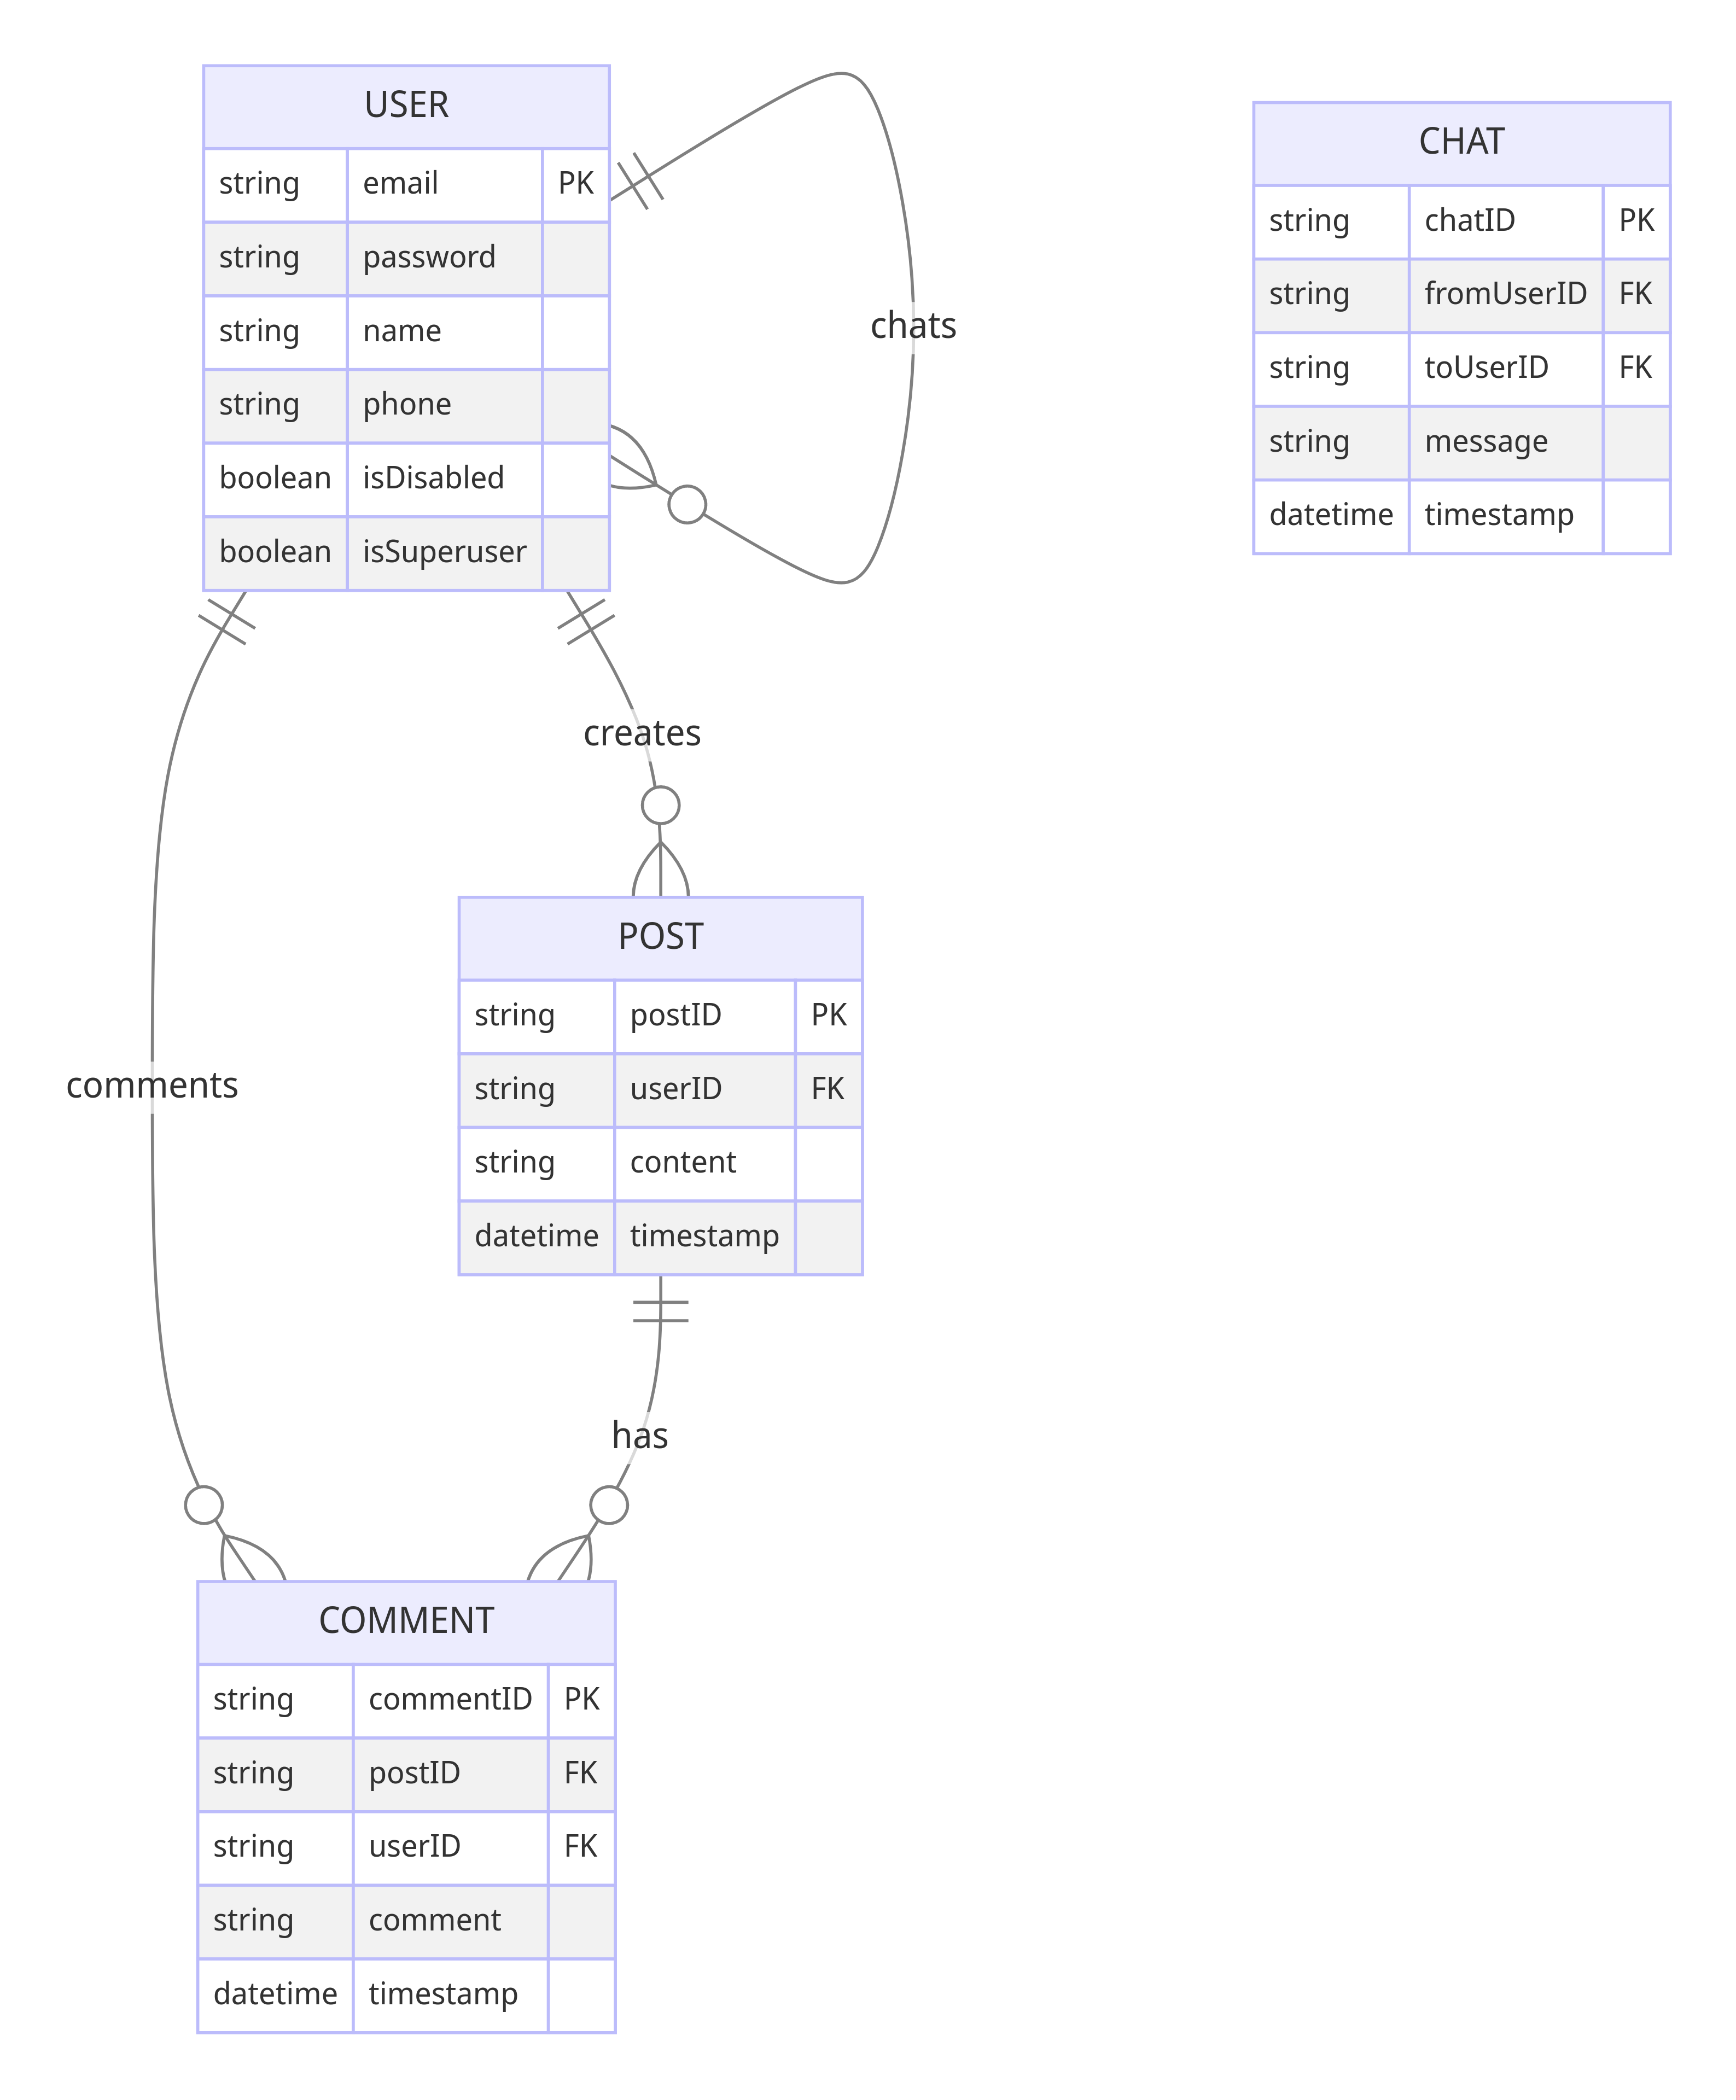 USER
string email PK
string password
string name
string phone
boolean isDisabled
boolean isSuperuser
chats
CHAT
string chatID PK
string fromUserID FK
string toUserID FK
string message
datetime timestamp
creates
comments
POST
string postID PK
string userID FK
string content
datetime timestamp
has
COMMENT
string commentID PK
string postID FK
string userID FK
string comment
datetime timestamp